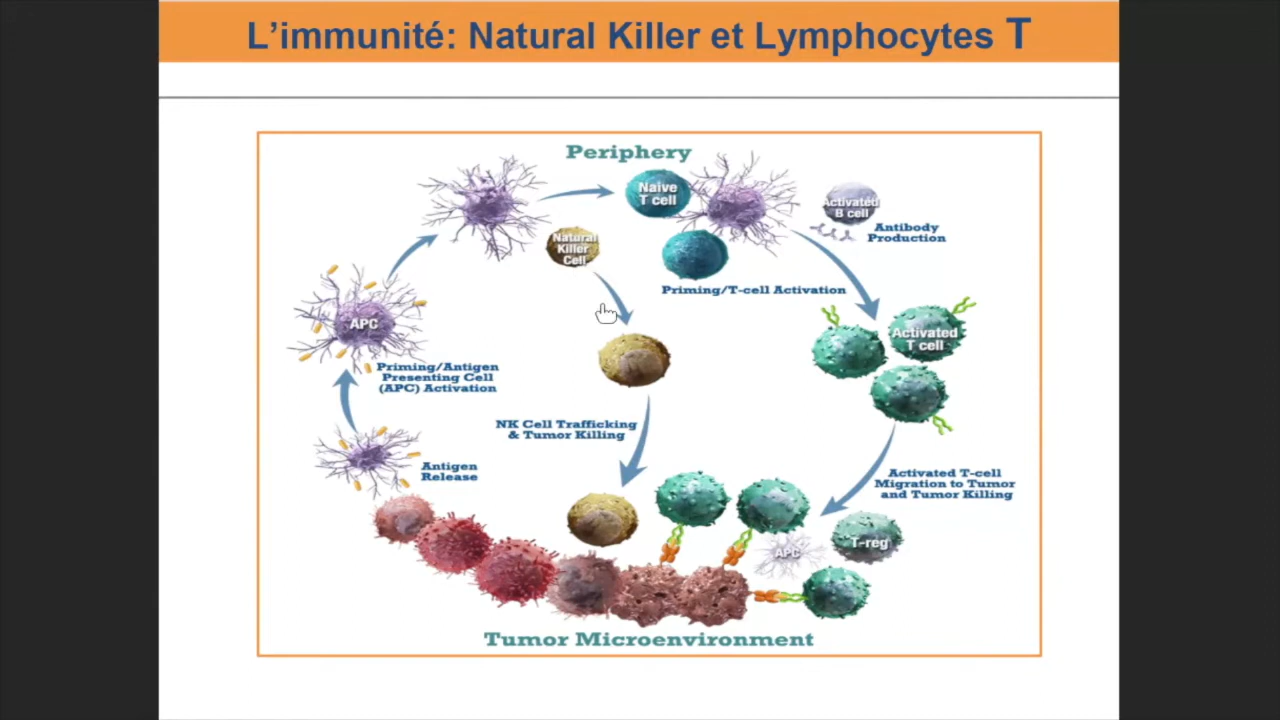 L’immunité: Natural Killer et Lymphocytes T
Periphery
Naive
T cell
Activated
B cell
Antibody
Production
Natural
Killer
Cell
Priming/T-cell Activation
APC
Activated
T cell
Priming/Antigen
Presenting Cell
(APC) Activation
NK Cell Trafficking
& Tumor Killing
Antigen
Release
Activated T-cell
Migration to Tumor
and Tumor Killing
APC
T-reg
Tumor Microenvironment